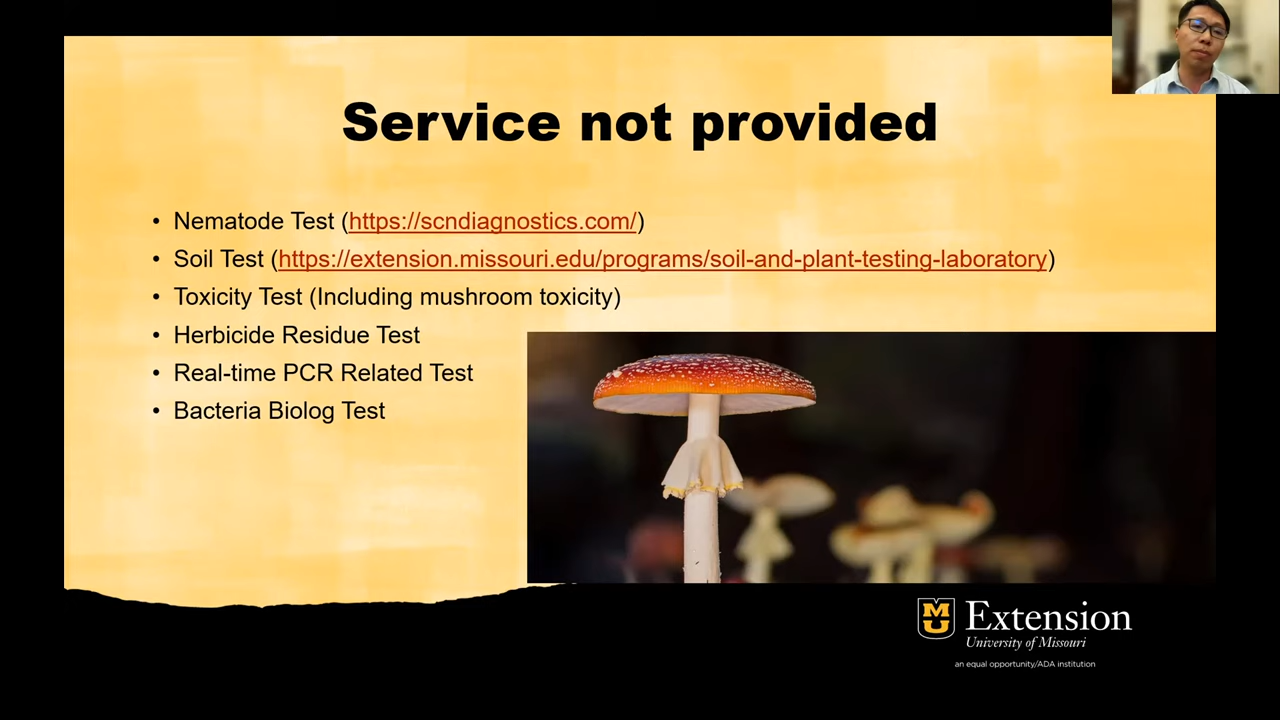 Service not provided
• Nematode Test (https://scndiagnostics.com/)
• Soil Test (https://extension.missouri.edu/programs/soil-and-plant-testing-laboratory)
• Toxicity Test (Including mushroom toxicity)
• Herbicide Residue Test
• Real-time PCR Related Test
• Bacteria Biolog Test
MU Extension
University of Missouri
an equal opportunity/ADA institution